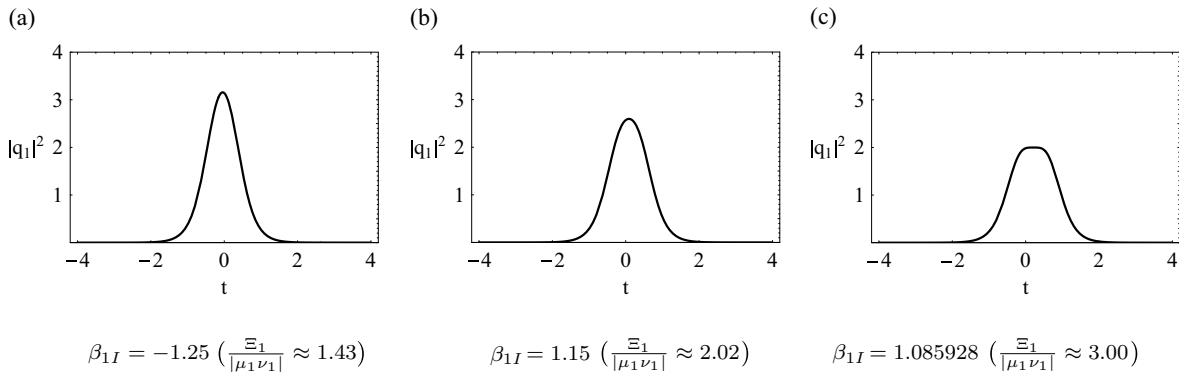 (a) (b) (c)
4 4 4
3 3 3
|q₁|² 2 |q₁|² 2 |q₁|² 2
1 1 1
−4 −2 0 2 4 −4 −2 0 2 4 −4 −2 0 2 4
t t t
β₁I = −1.25 (Ξ₁/|μ₁ν₁| ≈ 1.43) β₁I = 1.15 (Ξ₁/|μ₁ν₁| ≈ 2.02) β₁I = 1.085928 (Ξ₁/|μ₁ν₁| ≈ 3.00)